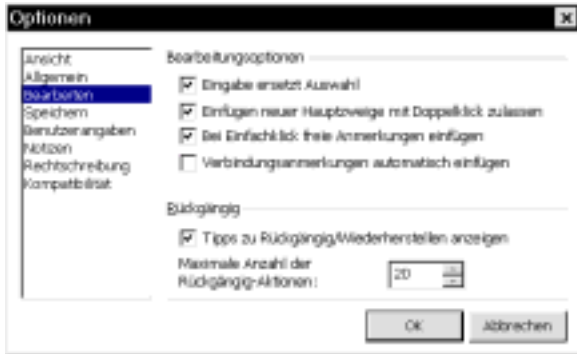 Optionen
Ansicht
Allgemein
Bearbeiten
Speichern
Benutzerangaben
Notizen
Rechtschreibung
Kompatibilität
Bearbeitungsoptionen
Eingabe ersetzt Auswahl
Einfügen neuer Hauptzweige mit Doppelklick zulassen
Bei Einfachklick freie Anmerkungen einfügen
Verbindungsanmerkungen automatisch einfügen
Rückgängig
Tipps zu Rückgängig/Wiederherstellen anzeigen
Maximale Anzahl der
Rückgängig-Aktionen:
20
OK
Abbrechen